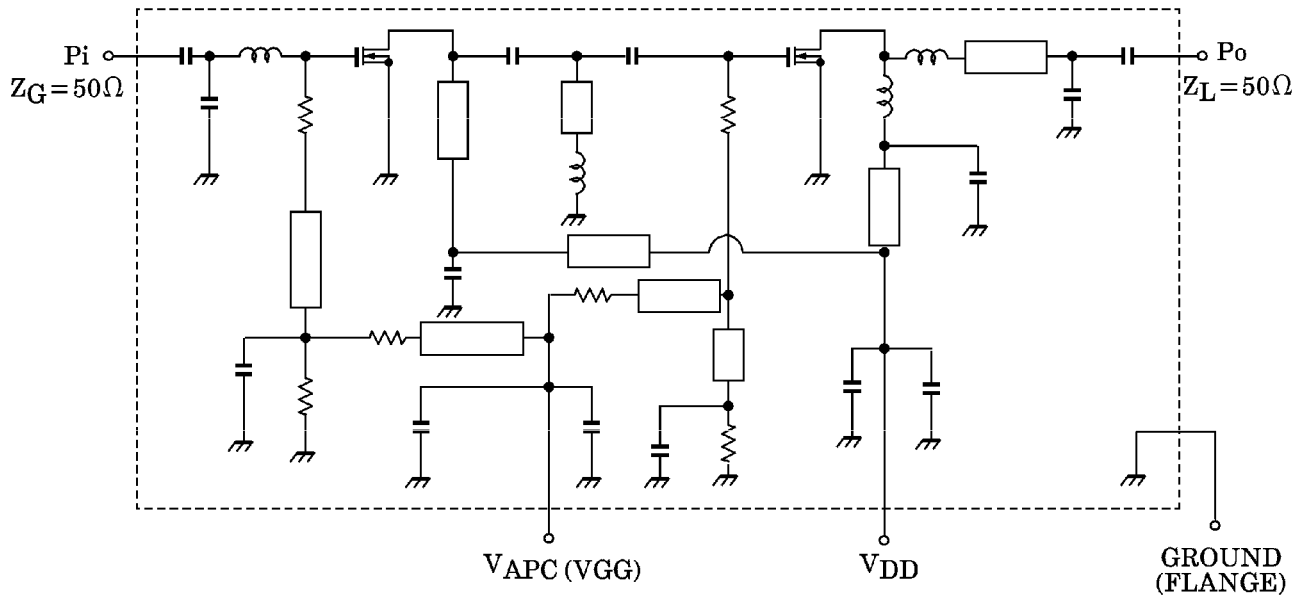 Pi
ZG=50Ω
Po
ZL=50Ω
VAPC (VGG)
VDD
GROUND
(FLANGE)